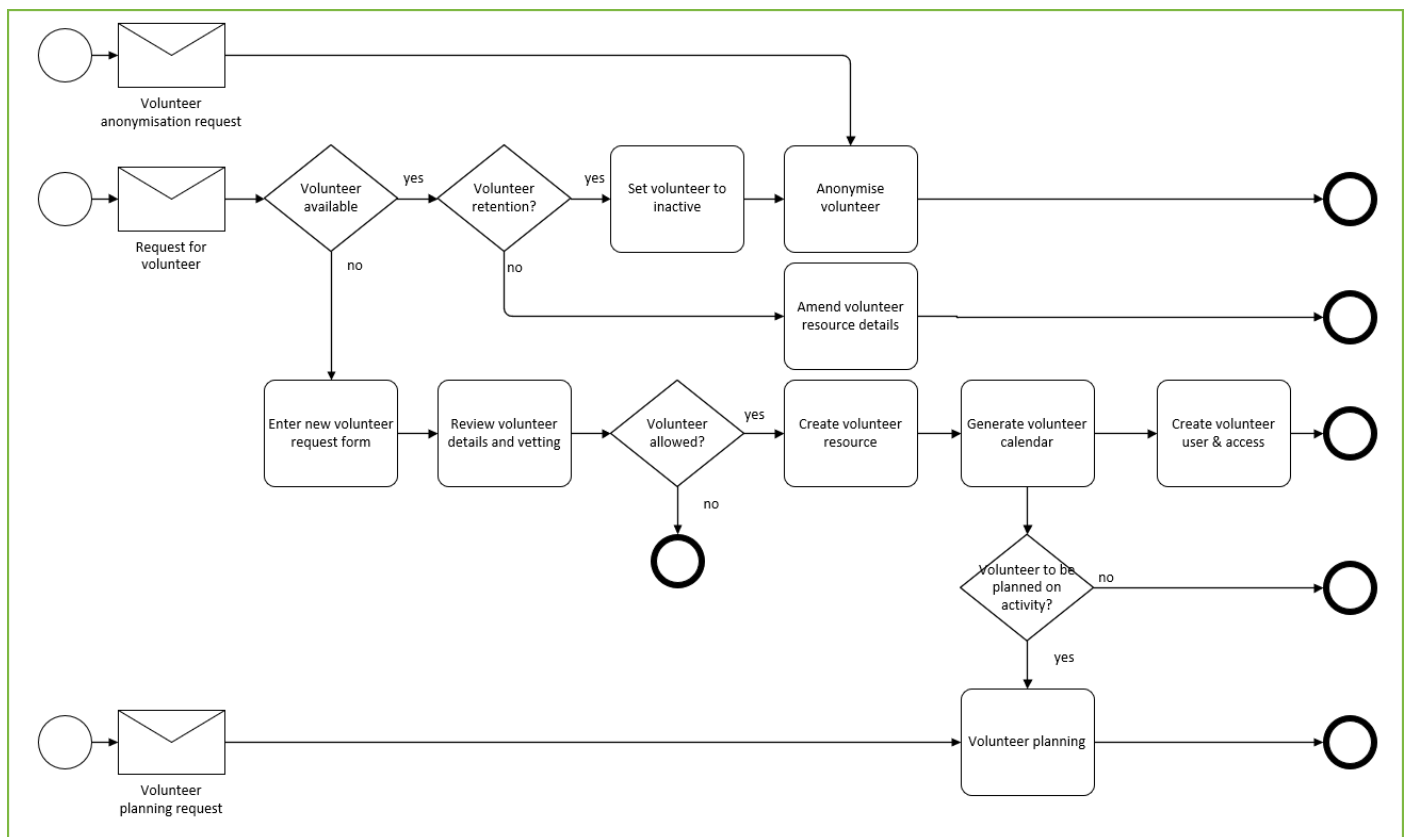 Volunteer
anonymisation request
Request for
volunteer
Volunteer
available
yes
no
Volunteer
retention?
yes
no
Set volunteer to
inactive
Anonymise
volunteer
Amend volunteer
resource details
Enter new volunteer
request form
Review volunteer
details and vetting
Volunteer
allowed?
yes
no
Create volunteer
resource
Generate volunteer
calendar
Create volunteer
user & access
Volunteer to be
planned on
activity?
no
yes
Volunteer
planning request
Volunteer planning